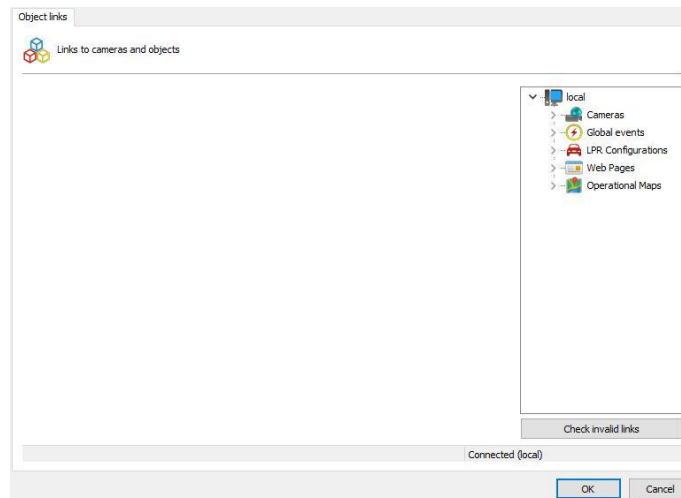 Object links
Links to cameras and objects
local
Cameras
Global events
LPR Configurations
Web Pages
Operational Maps
Check invalid links
Connected (local)
OK Cancel